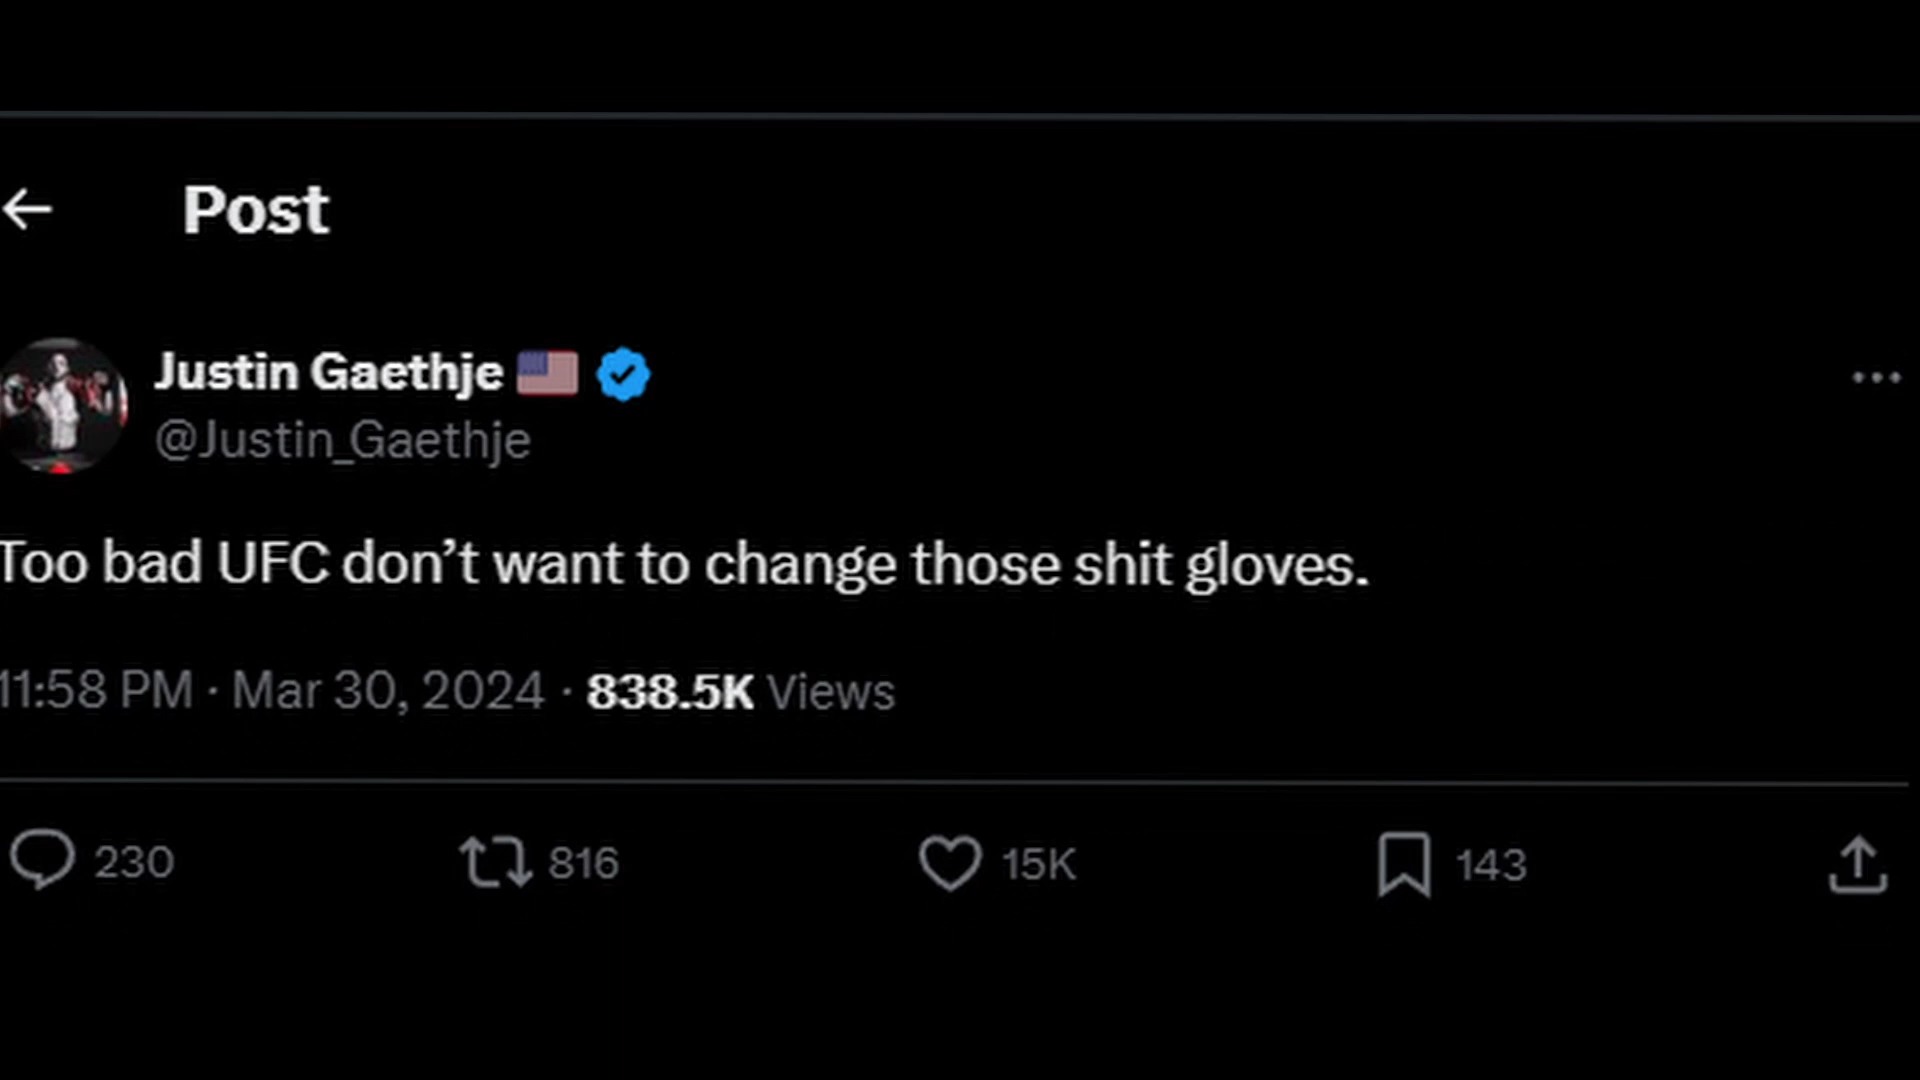 Post
Justin Gaethje
@Justin_Gaethje
Too bad UFC don’t want to change those shit gloves.
11:58 PM · Mar 30, 2024 · 838.5K Views
230 816 15K 143